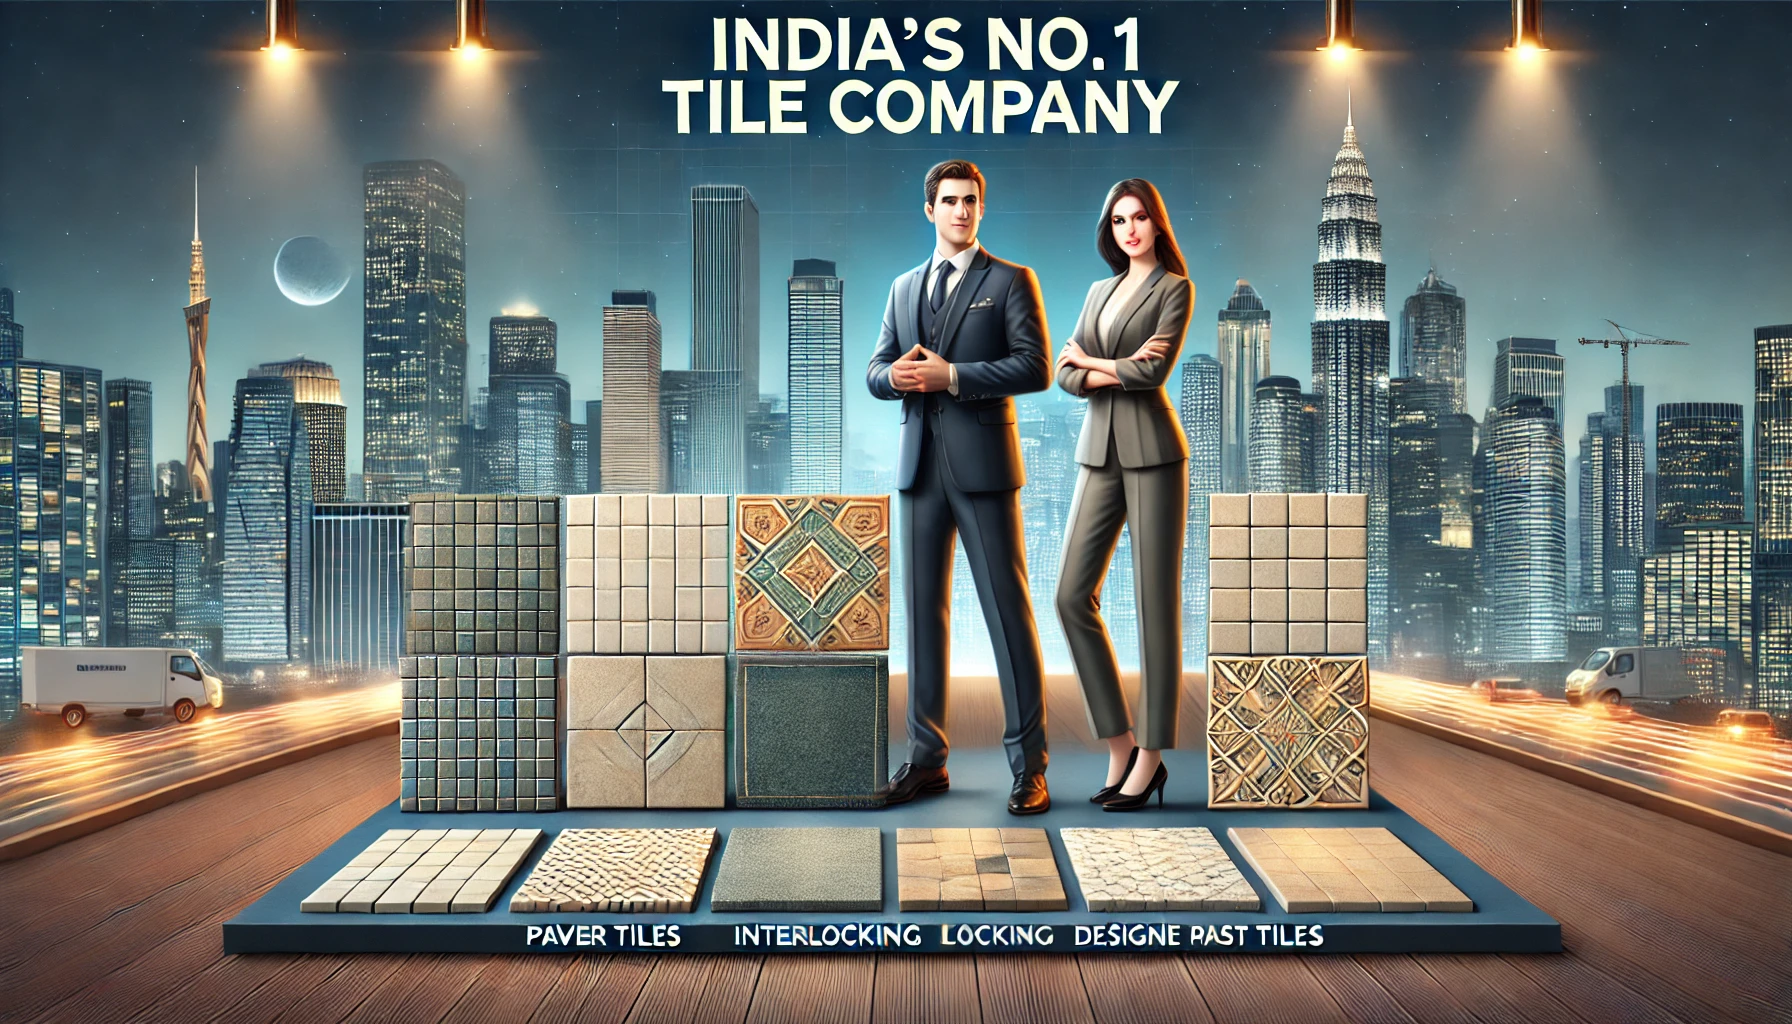 INDIA'S NO.1
TILE COMPANY
PAVER TILES INTERLOCKING LOCKING DESIGNE PAST TILES